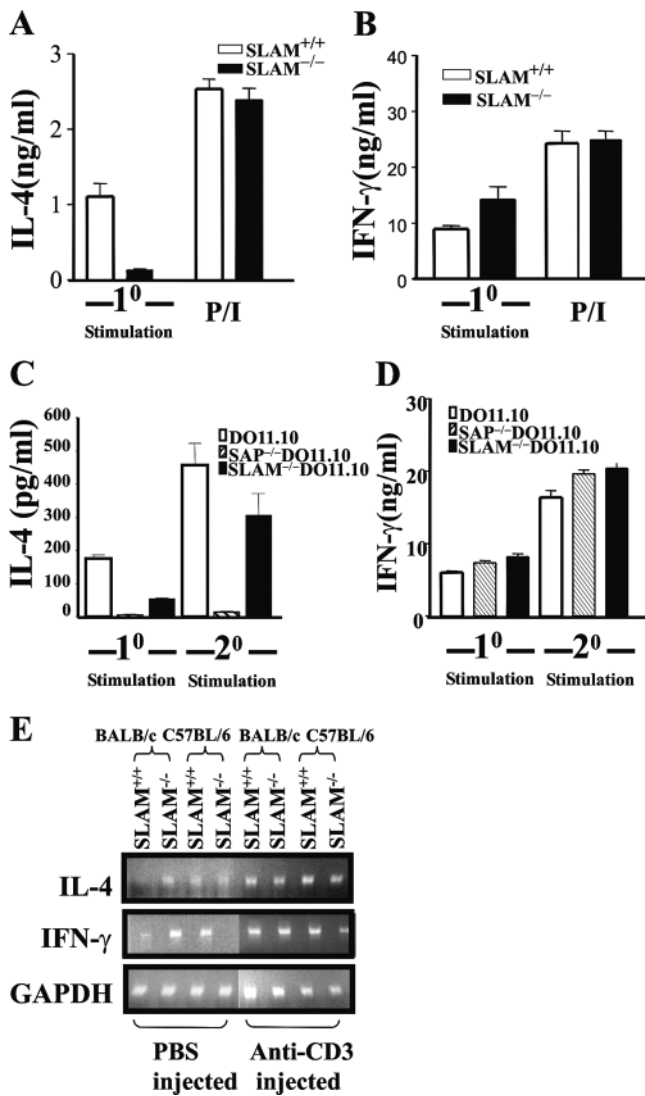 A
IL-4(ng/ml)
3
2
1
0
SLAM+/+
SLAM−/−
1⁰
P/I
Stimulation
B
IFN-γ(ng/ml)
40
30
20
10
0
SLAM+/+
SLAM−/−
1⁰
P/I
Stimulation
C
IL-4 (pg/ml)
600
500
400
300
200
100
0
DO11.10
SAP−/−DO11.10
SLAM−/−DO11.10
1⁰
2⁰
Stimulation
Stimulation
D
IFN-γ(ng/ml)
30
20
10
0
DO11.10
SAP−/−DO11.10
SLAM−/−DO11.10
1⁰
2⁰
Stimulation
Stimulation
E
BALB/c C57BL/6
BALB/c C57BL/6
SLAM+/+
SLAM-/-
SLAM+/+
SLAM-/-
SLAM+/+
SLAM-/-
SLAM+/+
SLAM-/-
IL-4
IFN-γ
GAPDH
PBS
injected
Anti-CD3
injected